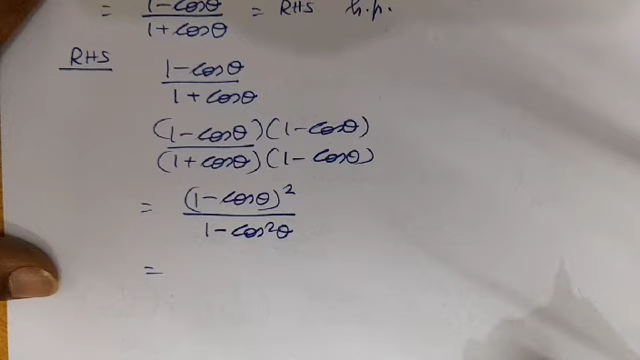 = 1-cosθ / 1+cosθ = RHS h.p.
RHS 1-cosθ / 1+cosθ
(1-cosθ)(1-cosθ) / (1+cosθ)(1-cosθ)
= (1-cosθ)² / 1-cos²θ
=